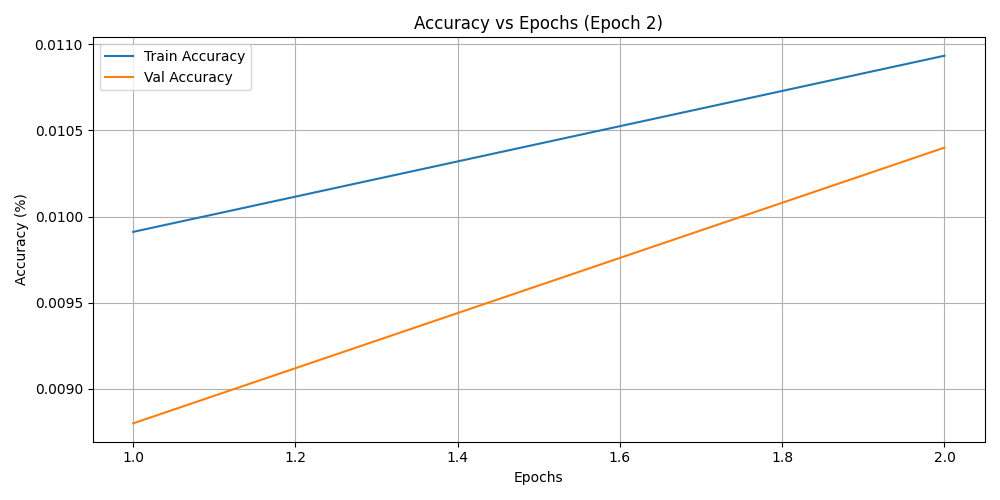 Accuracy vs Epochs (Epoch 2)
Train Accuracy
Val Accuracy
Accuracy (%)
0.0110
0.0105
0.0100
0.0095
0.0090
1.0 1.2 1.4 1.6 1.8 2.0
Epochs